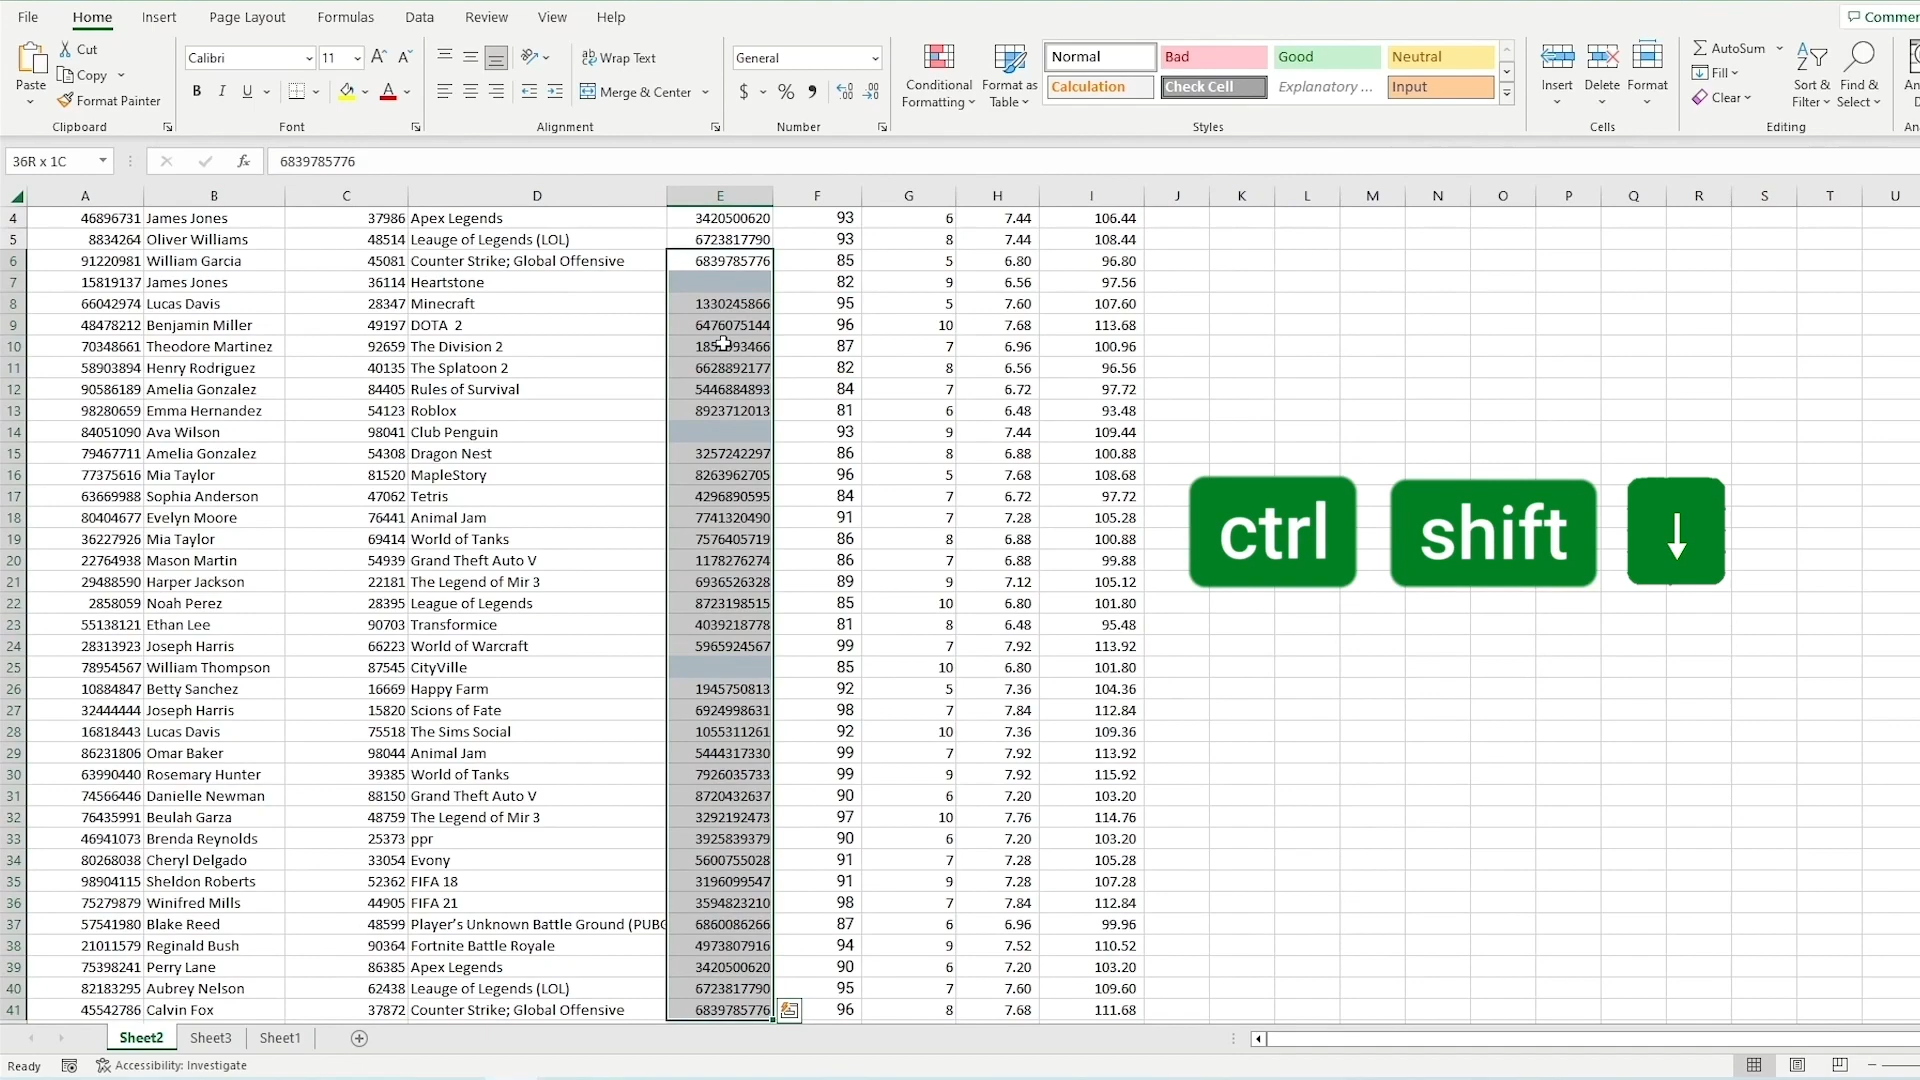 File Home Insert Page Layout Formulas Data Review View Help Commen
Paste Cut Copy Format Painter
Calibri 11
B I U
Wrap Text
Merge & Center
General
$ % 9
Conditional Formatting
Format as Table
Normal Bad Good Neutral
Calculation Check Cell Explanatory ... Input
Insert Delete Format
AutoSum
Fill
Clear
Sort & Filter
Find & Select
Clipboard Font Alignment Number Styles Cells Editing
36R x 1C fx 6839785776
A B C D E F G H I J K L M N O P Q R S T U
4 46896731 James Jones 37986 Apex Legends 3420500620 93 6 7.44 106.44
5 8834264 Oliver Williams 48514 Leauge of Legends (LOL) 6723817790 93 8 7.44 108.44
6 91220981 William Garcia 45081 Counter Strike; Global Offensive 6839785776 85 5 6.80 96.80
7 15819137 James Jones 36114 Heartstone 82 9 6.56 97.56
8 66042974 Lucas Davis 28347 Minecraft 1330245866 95 5 7.60 107.60
9 48478212 Benjamin Miller 49197 DOTA 2 6476075144 96 10 7.68 113.68
10 70348661 Theodore Martinez 92659 The Division 2 87 7 6.96 100.96
11 58903894 Henry Rodriguez 40135 The Splatoon 2 6628892177 82 8 6.56 96.56
12 90586189 Amelia Gonzalez 84405 Rules of Survival 5446884893 84 7 6.72 97.72
13 98280659 Emma Hernandez 54123 Roblox 8923712013 81 6 6.48 93.48
14 84051090 Ava Wilson 98041 Club Penguin 93 9 7.44 109.44
15 79467711 Amelia Gonzalez 54308 Dragon Nest 3257242297 86 8 6.88 100.88
16 77375616 Mia Taylor 81520 MapleStory 8263962705 96 5 7.68 108.68
17 63669988 Sophia Anderson 47062 Tetris 4296890595 84 7 6.72 97.72
18 80404677 Evelyn Moore 76441 Animal Jam 7741320490 91 7 7.28 105.28
19 36227926 Mia Taylor 69414 World of Tanks 7576405719 86 8 6.88 100.88
20 22764938 Mason Martin 54939 Grand Theft Auto V 1178276274 86 7 6.88 99.88
21 29488590 Harper Jackson 22181 The Legend of Mir 3 6936526328 89 9 7.12 105.12
22 2858059 Noah Perez 28395 League of Legends 8723198515 85 10 6.80 101.80
23 55138121 Ethan Lee 90703 Transformice 4039218778 81 8 6.48 95.48
24 28313923 Joseph Harris 66223 World of Warcraft 5965924567 99 7 7.92 113.92
25 78954567 William Thompson 87545 CityVille 85 10 6.80 101.80
26 10884847 Betty Sanchez 16669 Happy Farm 1945750813 92 5 7.36 104.36
27 32444444 Joseph Harris 15820 Scions of Fate 6924998631 98 7 7.84 112.84
28 16818443 Lucas Davis 75518 The Sims Social 1055311261 92 10 7.36 109.36
29 86231806 Omar Baker 98044 Animal Jam 5444317330 99 7 7.92 113.92
30 63990440 Rosemary Hunter 39385 World of Tanks 7926035733 99 9 7.92 115.92
31 74566446 Danielle Newman 88150 Grand Theft Auto V 8720432637 90 6 7.20 103.20
32 76435991 Beulah Garza 48759 The Legend of Mir 3 3292192473 97 10 7.76 114.76
33 46941073 Brenda Reynolds 25373 ppr 3925839379 90 6 7.20 103.20
34 80268038 Cheryl Delgado 33054 Evony 5600755028 91 7 7.28 105.28
35 98904115 Sheldon Roberts 52362 FIFA 18 3196099547 91 9 7.28 107.28
36 75279879 Winifred Mills 44905 FIFA 21 3594823210 98 7 7.84 112.84
37 57541980 Blake Reed 48599 Player's Unknown Battle Ground (PUBG 6860086266 87 6 6.96 99.96
38 21011579 Reginald Bush 90364 Fortnite Battle Royale 4973807916 94 9 7.52 110.52
39 75398241 Perry Lane 86385 Apex Legends 3420500620 90 6 7.20 103.20
40 82183295 Aubrey Nelson 62438 Leauge of Legends (LOL) 6723817790 95 7 7.60 109.60
41 45542786 Calvin Fox 37872 Counter Strike; Global Offensive 6839785776 96 8 7.68 111.68
ctrl shift ↓
Sheet2 Sheet3 Sheet1
Ready Accessibility: Investigate